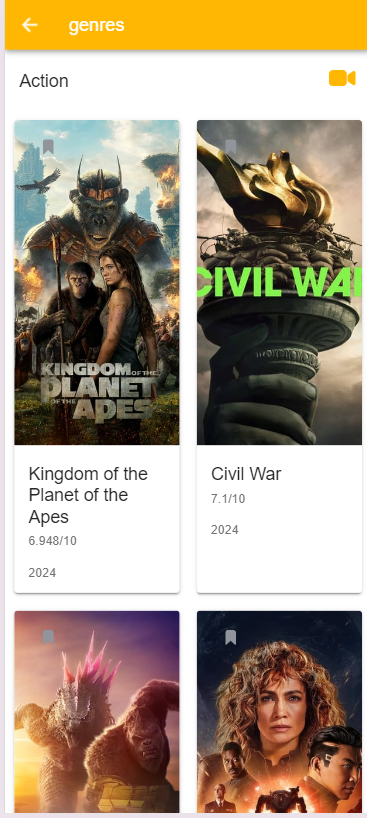 genres
Action
KINGDOM OF THE
PLANET
OF THE
APES
CIVIL WAR
Kingdom of the
Planet of the
Apes
6.948/10
2024
Civil War
7.1/10
2024